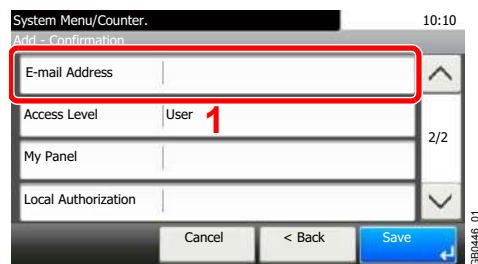 System Menu/Counter. 10:10
Add - Confirmation
E-mail Address
Access Level User 1
2/2
My Panel
Local Authorization
Cancel < Back Save
GB0446_01